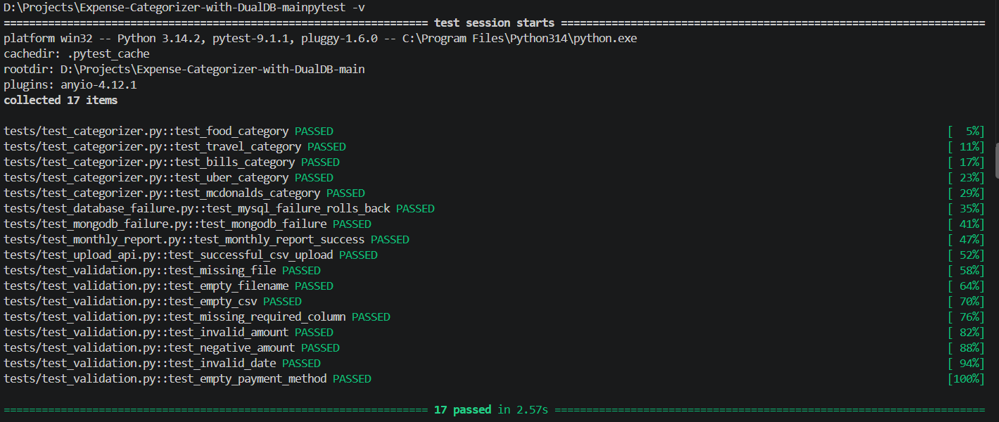 D:\Projects\Expense-Categorizer-with-DualDB-mainpytest -v
=================================================================== test session starts ===================================================================
platform win32 -- Python 3.14.2, pytest-9.1.1, pluggy-1.6.0 -- C:\Program Files\Python314\python.exe
cachedir: .pytest_cache
rootdir: D:\Projects\Expense-Categorizer-with-DualDB-main
plugins: anyio-4.12.1
collected 17 items
tests/test_categorizer.py::test_food_category PASSED [  5%]
tests/test_categorizer.py::test_travel_category PASSED [ 11%]
tests/test_categorizer.py::test_bills_category PASSED [ 17%]
tests/test_categorizer.py::test_uber_category PASSED [ 23%]
tests/test_categorizer.py::test_mcdonalds_category PASSED [ 29%]
tests/test_database_failure.py::test_mysql_failure_rolls_back PASSED [ 35%]
tests/test_mongodb_failure.py::test_mongodb_failure PASSED [ 41%]
tests/test_monthly_report.py::test_monthly_report_success PASSED [ 47%]
tests/test_upload_api.py::test_successful_csv_upload PASSED [ 52%]
tests/test_validation.py::test_missing_file PASSED [ 58%]
tests/test_validation.py::test_empty_filename PASSED [ 64%]
tests/test_validation.py::test_empty_csv PASSED [ 70%]
tests/test_validation.py::test_missing_required_column PASSED [ 76%]
tests/test_validation.py::test_invalid_amount PASSED [ 82%]
tests/test_validation.py::test_negative_amount PASSED [ 88%]
tests/test_validation.py::test_invalid_date PASSED [ 94%]
tests/test_validation.py::test_empty_payment_method PASSED [100%]
=================================================================== 17 passed in 2.57s ====================================================================